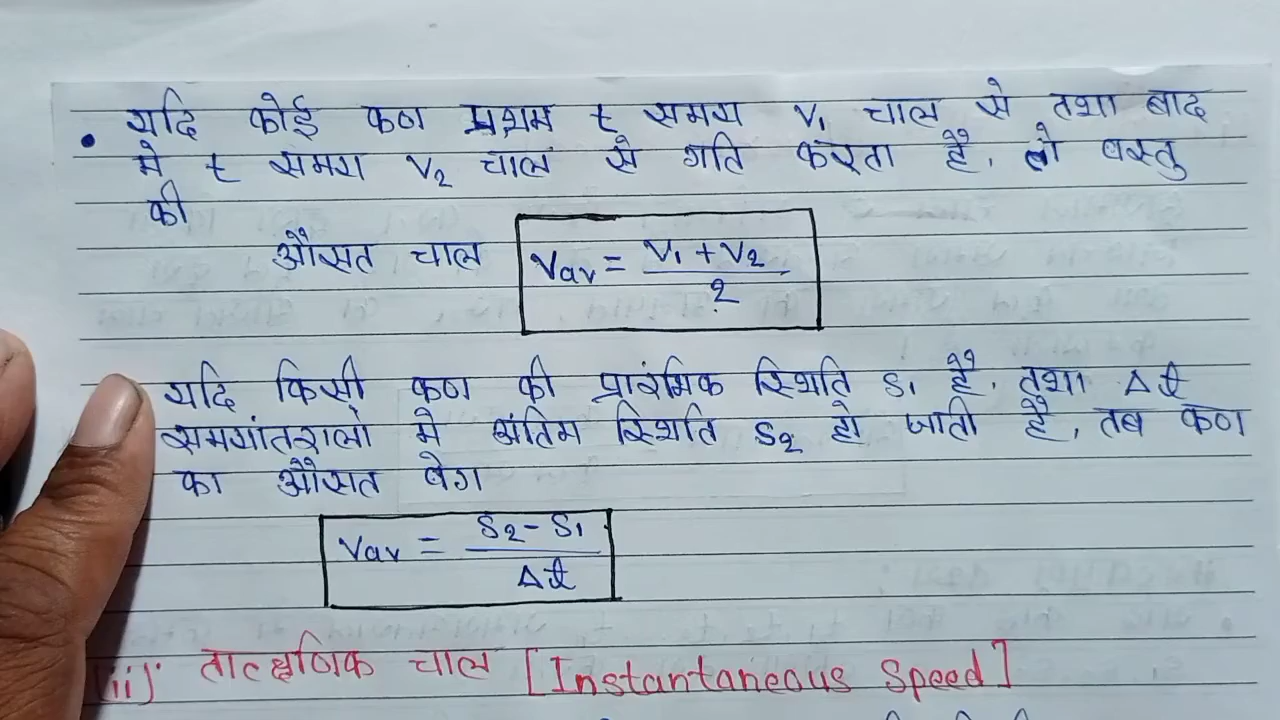 • यदि कोई कण प्रथम t समय V₁ चाल से तथा बाद
मे t समय V₂ चाल से गति करता है, तो वस्तु
की
औसत चाल Vav = V₁ + V₂ / 2
यदि किसी कण की प्रारंभिक स्थिति S₁ है, तथा Δt
समयांतरालो मे अंतिम स्थिति S₂ हो जाती है, तब कण
का औसत वेग
Vav = S₂ - S₁ / Δt
(ii) तात्क्षणिक चाल [Instantaneous Speed]